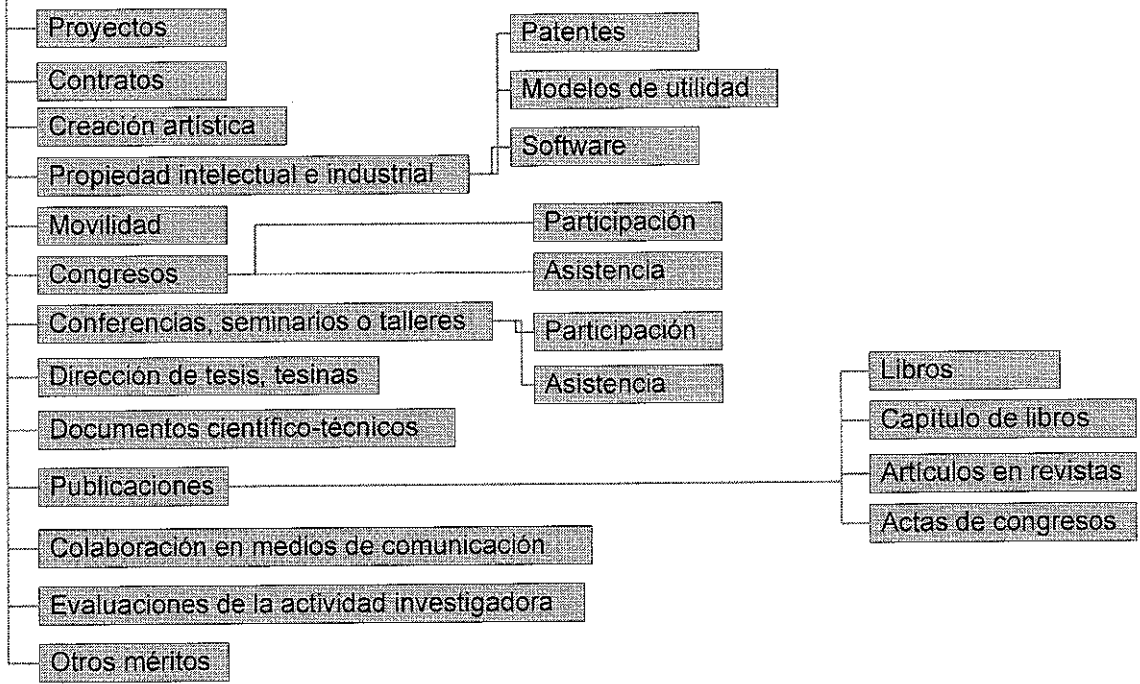 Proyectos
Contratos
Creación artística
Propiedad intelectual e industrial
Patentes
Modelos de utilidad
Software
Movilidad
Congresos
Participación
Asistencia
Conferencias, seminarios o talleres
Participación
Asistencia
Dirección de tesis, tesinas
Documentos científico-técnicos
Publicaciones
Libros
Capítulo de libros
Artículos en revistas
Actas de congresos
Colaboración en medios de comunicación
Evaluaciones de la actividad investigadora
Otros méritos